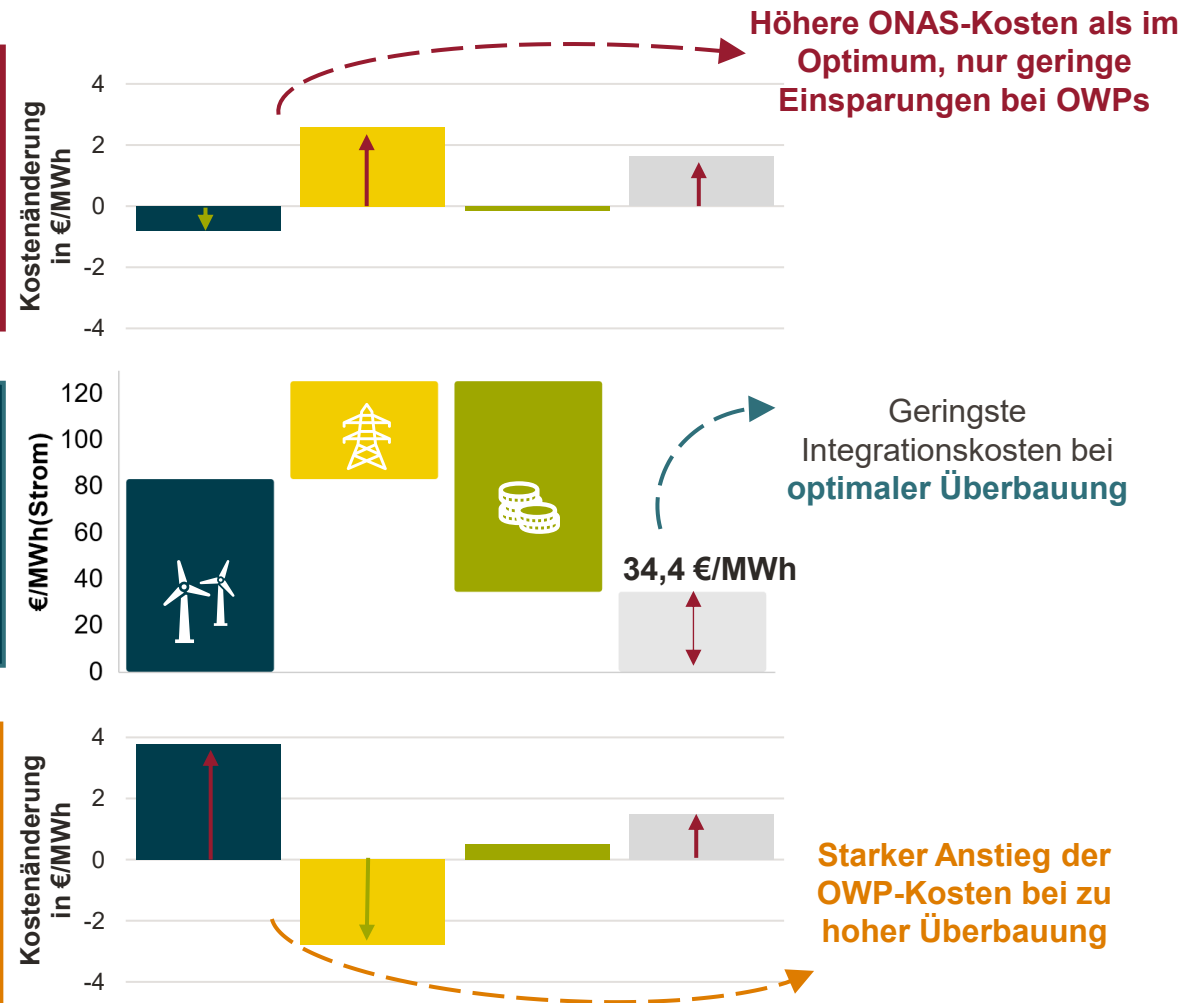 Höhere ONAS-Kosten als im
Optimum, nur geringe
Einsparungen bei OWPs
Kostenänderung
in €/MWh
4
2
0
-2
-4
€/MWh(Strom)
120
100
80
60
40
20
0
34,4 €/MWh
Geringste
Integrationskosten bei
optimaler Überbauung
Kostenänderung
in €/MWh
4
2
0
-2
-4
Starker Anstieg der
OWP-Kosten bei zu
hoher Überbauung